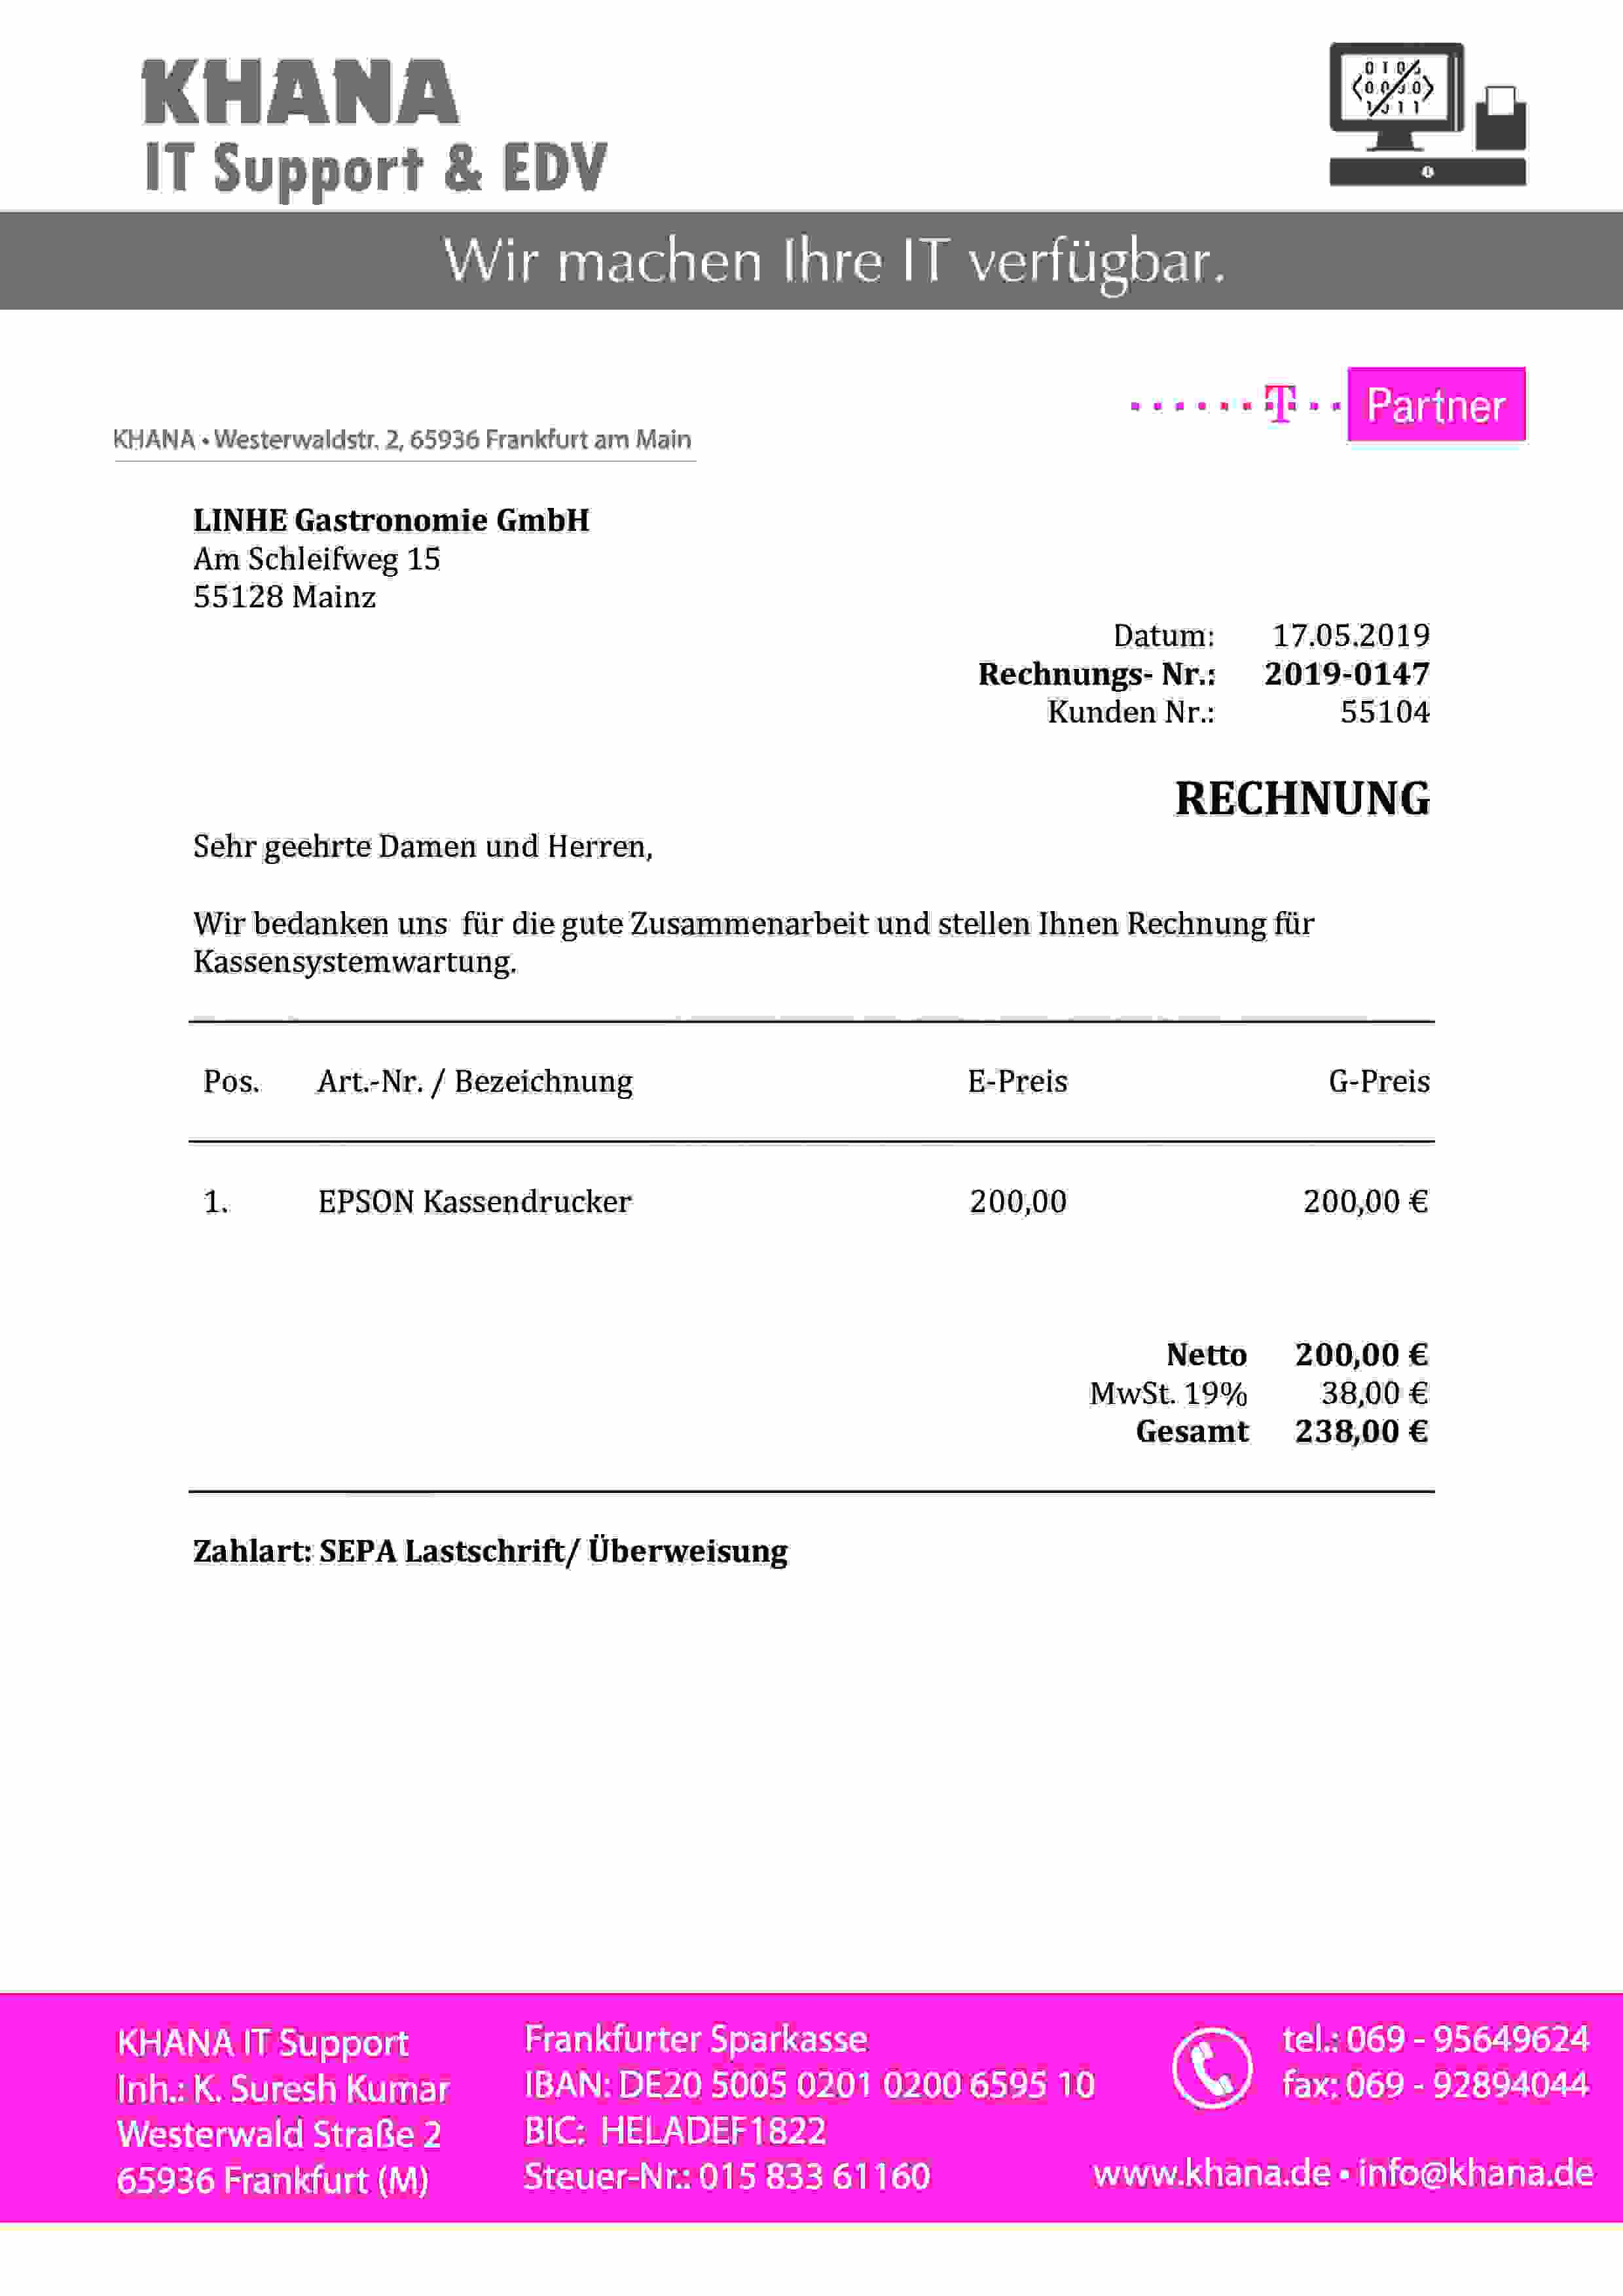 KHANA
IT Support & EDV
Wir machen Ihre IT verfügbar.
T Partner
KHANA • Westerwaldstr. 2, 65936 Frankfurt am Main
LINHE Gastronomie GmbH
Am Schleifweg 15
55128 Mainz
Datum: 17.05.2019
Rechnungs- Nr.: 2019-0147
Kunden Nr.: 55104
RECHNUNG
Sehr geehrte Damen und Herren,
Wir bedanken uns für die gute Zusammenarbeit und stellen Ihnen Rechnung für
Kassensystemwartung.
Pos. Art.-Nr. / Bezeichnung E-Preis G-Preis
1. EPSON Kassendrucker 200,00 200,00 €
Netto 200,00 €
MwSt. 19% 38,00 €
Gesamt 238,00 €
Zahlart: SEPA Lastschrift/ Überweisung
KHANA IT Support
Inh.: K. Suresh Kumar
Westerwald Straße 2
65936 Frankfurt (M)
Frankfurter Sparkasse
IBAN: DE20 5005 0201 0200 6595 10
BIC: HELADEF1822
Steuer-Nr.: 015 833 61160
tel.: 069 - 95649624
fax: 069 - 92894044
www.khana.de • info@khana.de